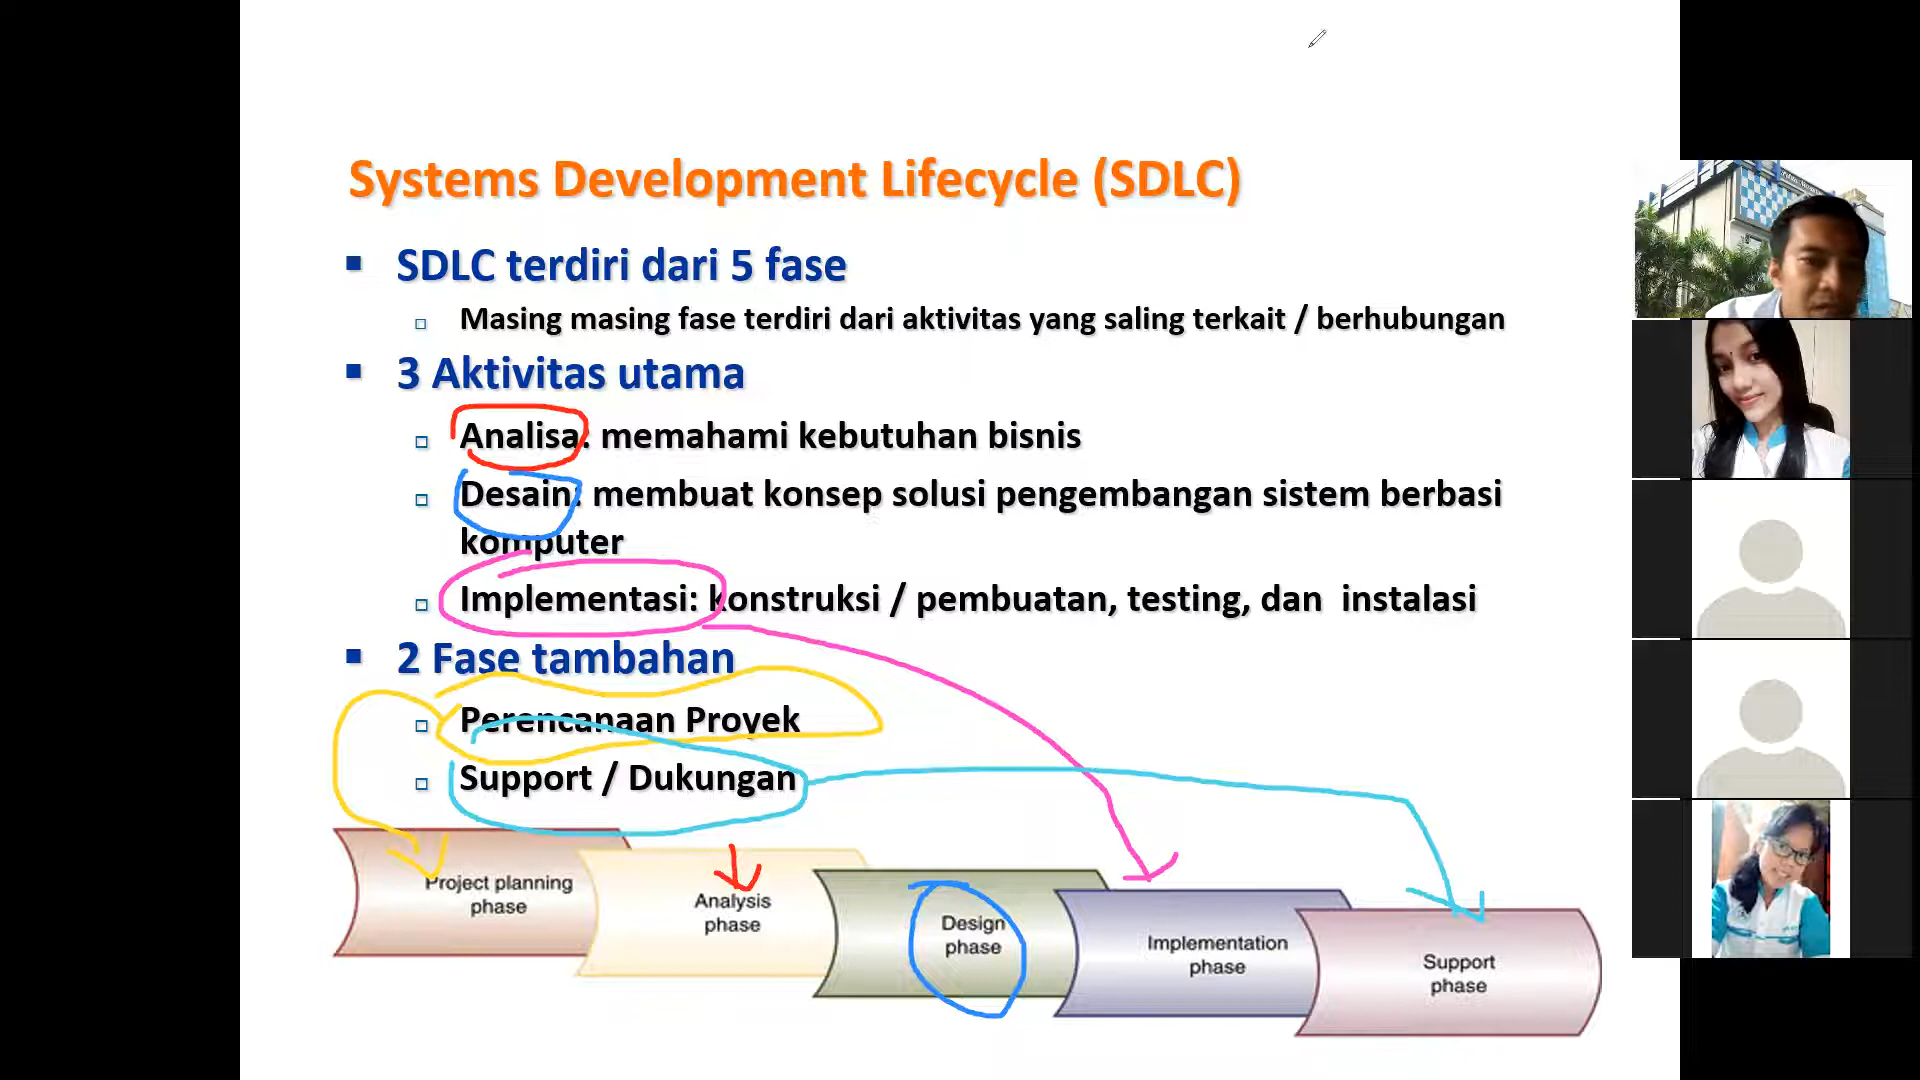 Systems Development Lifecycle (SDLC)
SDLC terdiri dari 5 fase
Masing masing fase terdiri dari aktivitas yang saling terkait / berhubungan
3 Aktivitas utama
Analisa: memahami kebutuhan bisnis
Desain: membuat konsep solusi pengembangan sistem berbasi
komputer
Implementasi: konstruksi / pembuatan, testing, dan instalasi
2 Fase tambahan
Perencanaan Proyek
Support / Dukungan
Project planning
phase
Analysis
phase
Design
phase
Implementation
phase
Support
phase